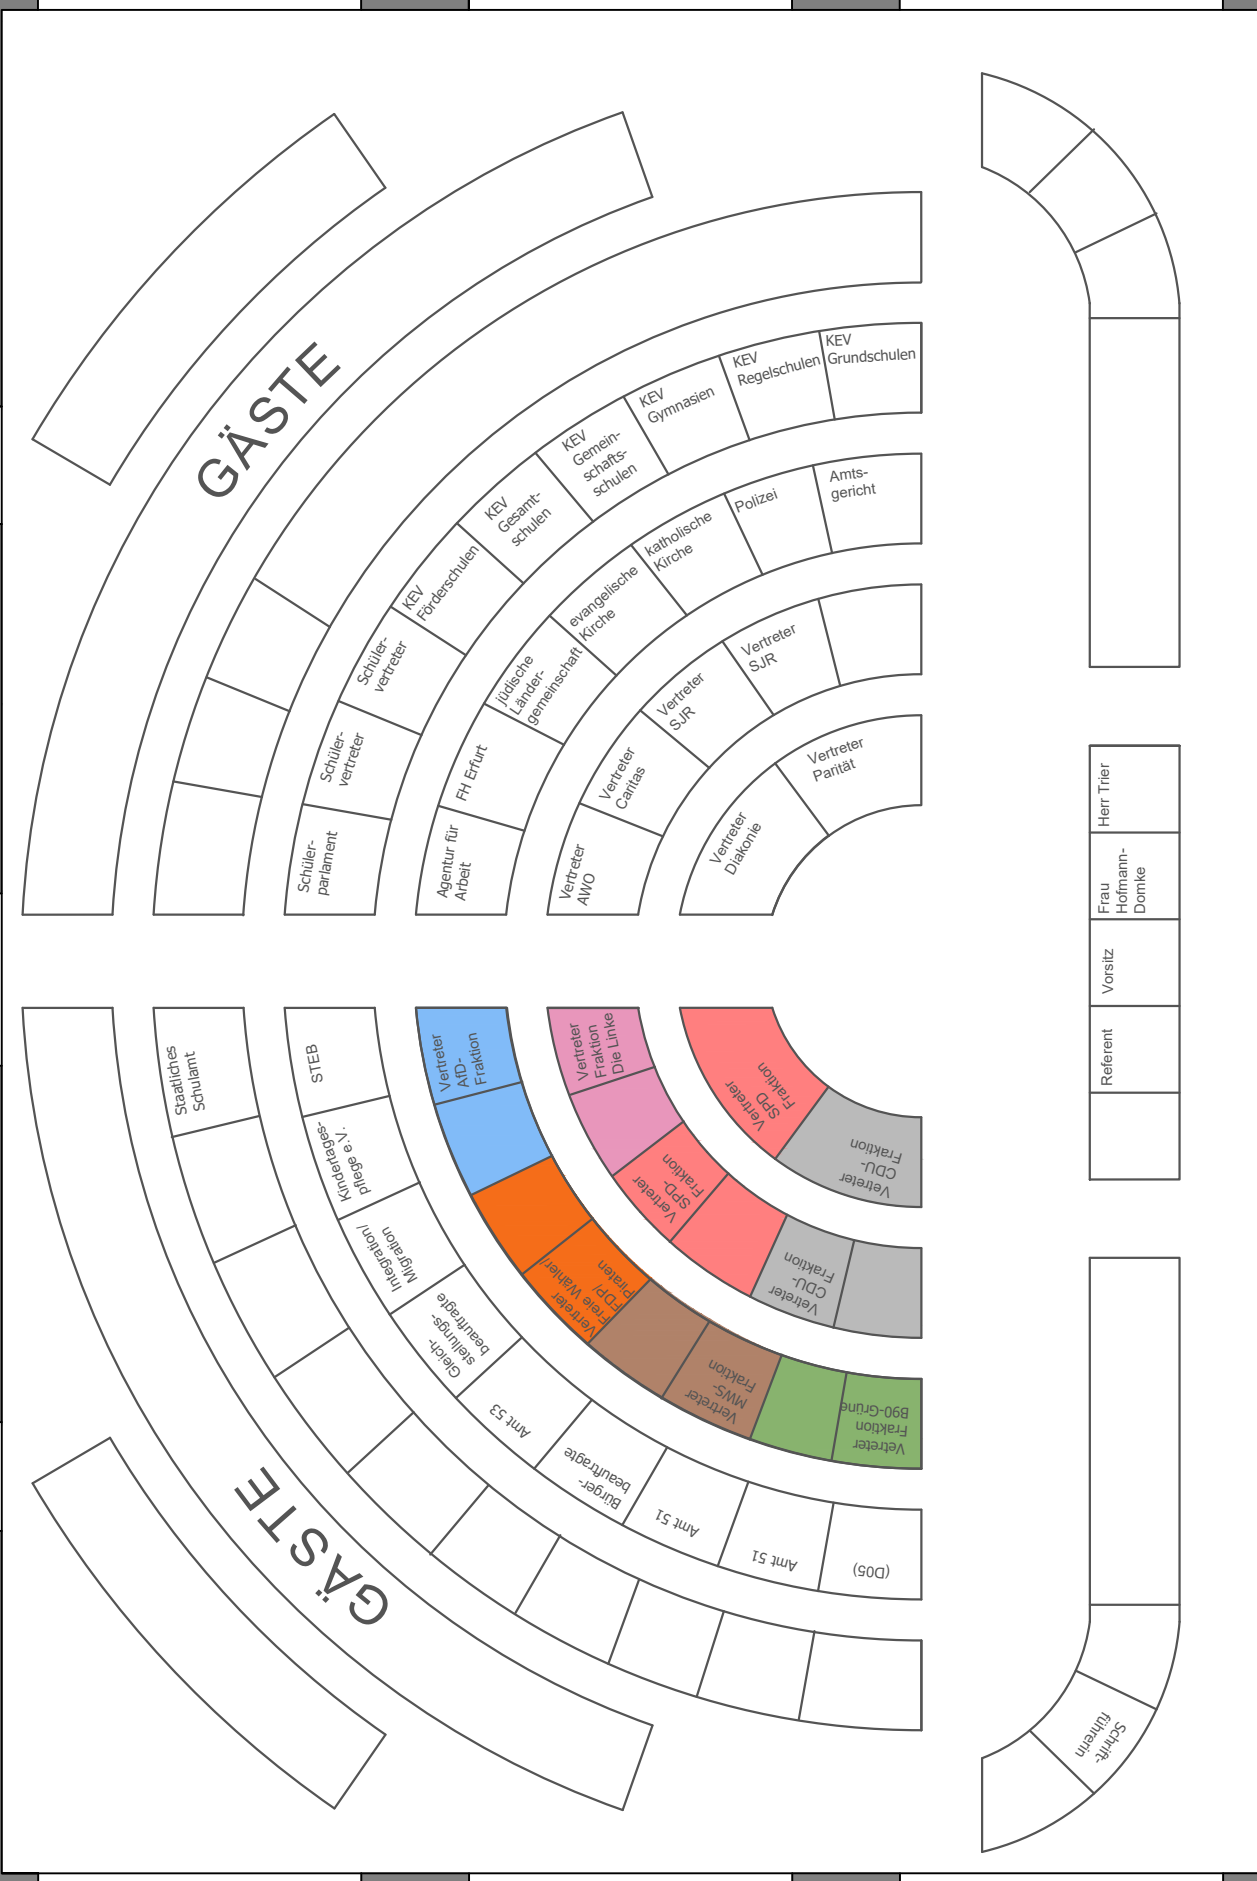 GÄSTE
KEV
Grundschulen
KEV
Regelschulen
KEV
Gymnasien
KEV
Gemein-
schafts-
schulen
KEV
Gesamt-
schulen
KEV
Förderschulen
Schüler-
vertreter
Schüler-
vertreter
Schüler-
parlament
Amts-
gericht
Polizei
katholische
Kirche
evangelische
Kirche
jüdische
Länder-
gemeinschaft
FH Erfurt
Agentur für
Arbeit
Vertreter
SJR
Vertreter
SJR
Vertreter
Caritas
Vertreter
AWO
Vertreter
Parität
Vertreter
Diakonie
Herr Trier
Frau
Hofmann-
Domke
Vorsitz
Referent
Vertreter
SPD
Fraktion
Vetreter
CDU-
Fraktion
Vertreter
Fraktion
Die Linke
Vertreter
SPD-
Fraktion
Vetreter
CDU-
Fraktion
Vertreter
AfD-
Fraktion
Vertreter
Freie Wähler/
FDP/
Piraten
Vertreter
MWS-
Fraktion
Vetreter
Fraktion
B90-Grüne
STEB
Kindertages-
pflege e.V.
Integration/
Migration
Gleich-
stellungs-
beauftragte
Amt 53
Bürger-
beauftragte
Amt 51
Amt 51
(D05)
Staatliches
Schulamt
GÄSTE
Schrift-
führerin